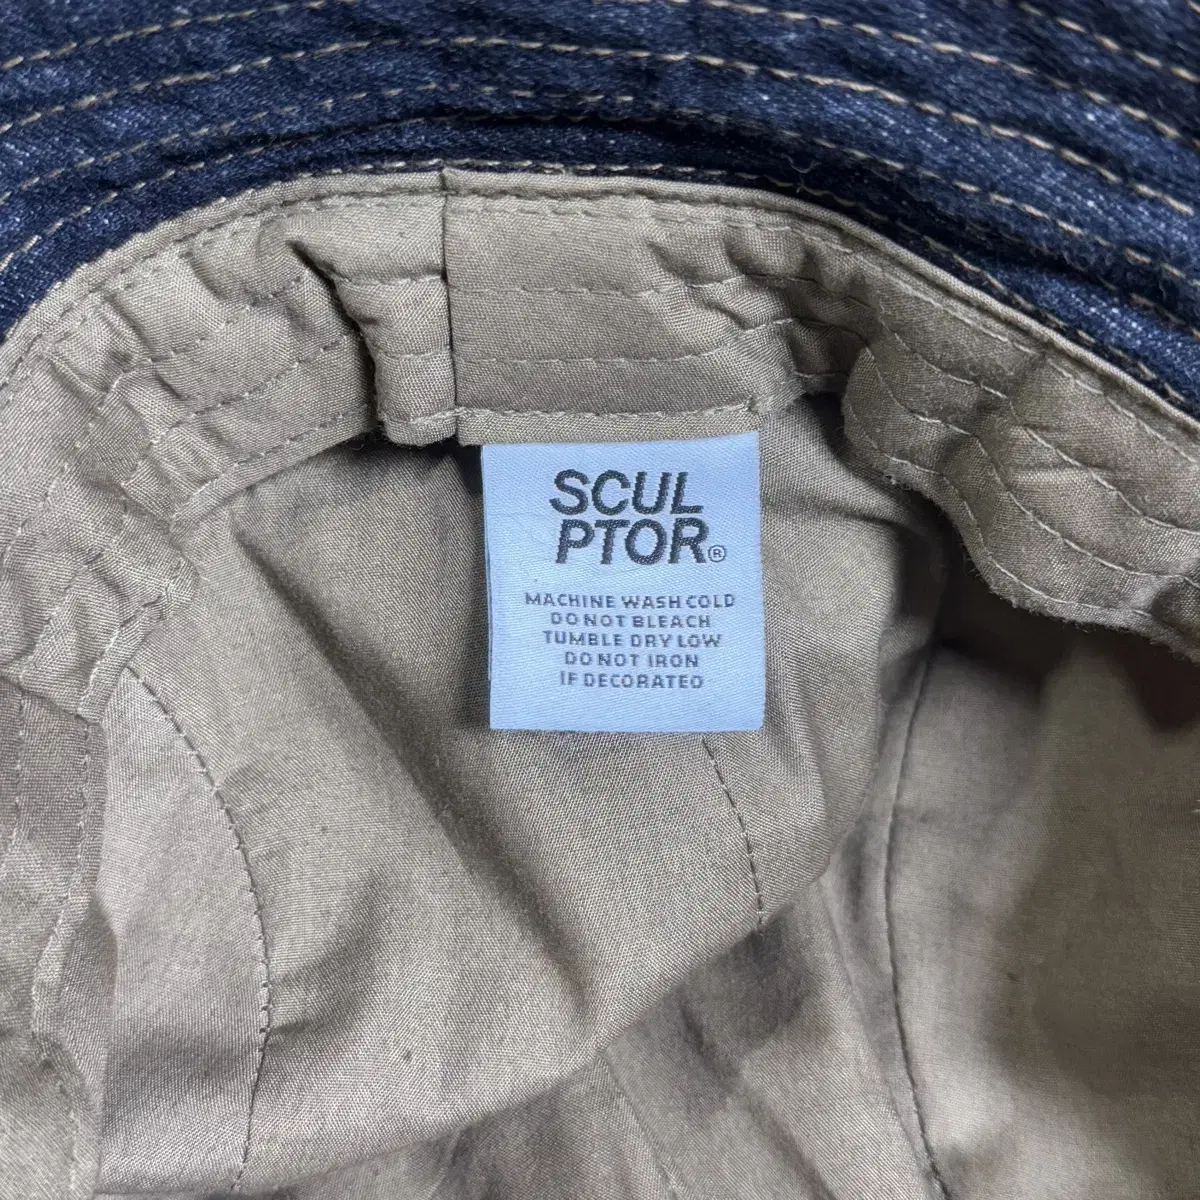 SCUL
PTOR®
MACHINE WASH COLD
DO NOT BLEACH
TUMBLE DRY LOW
DO NOT IRON
IF DECORATED